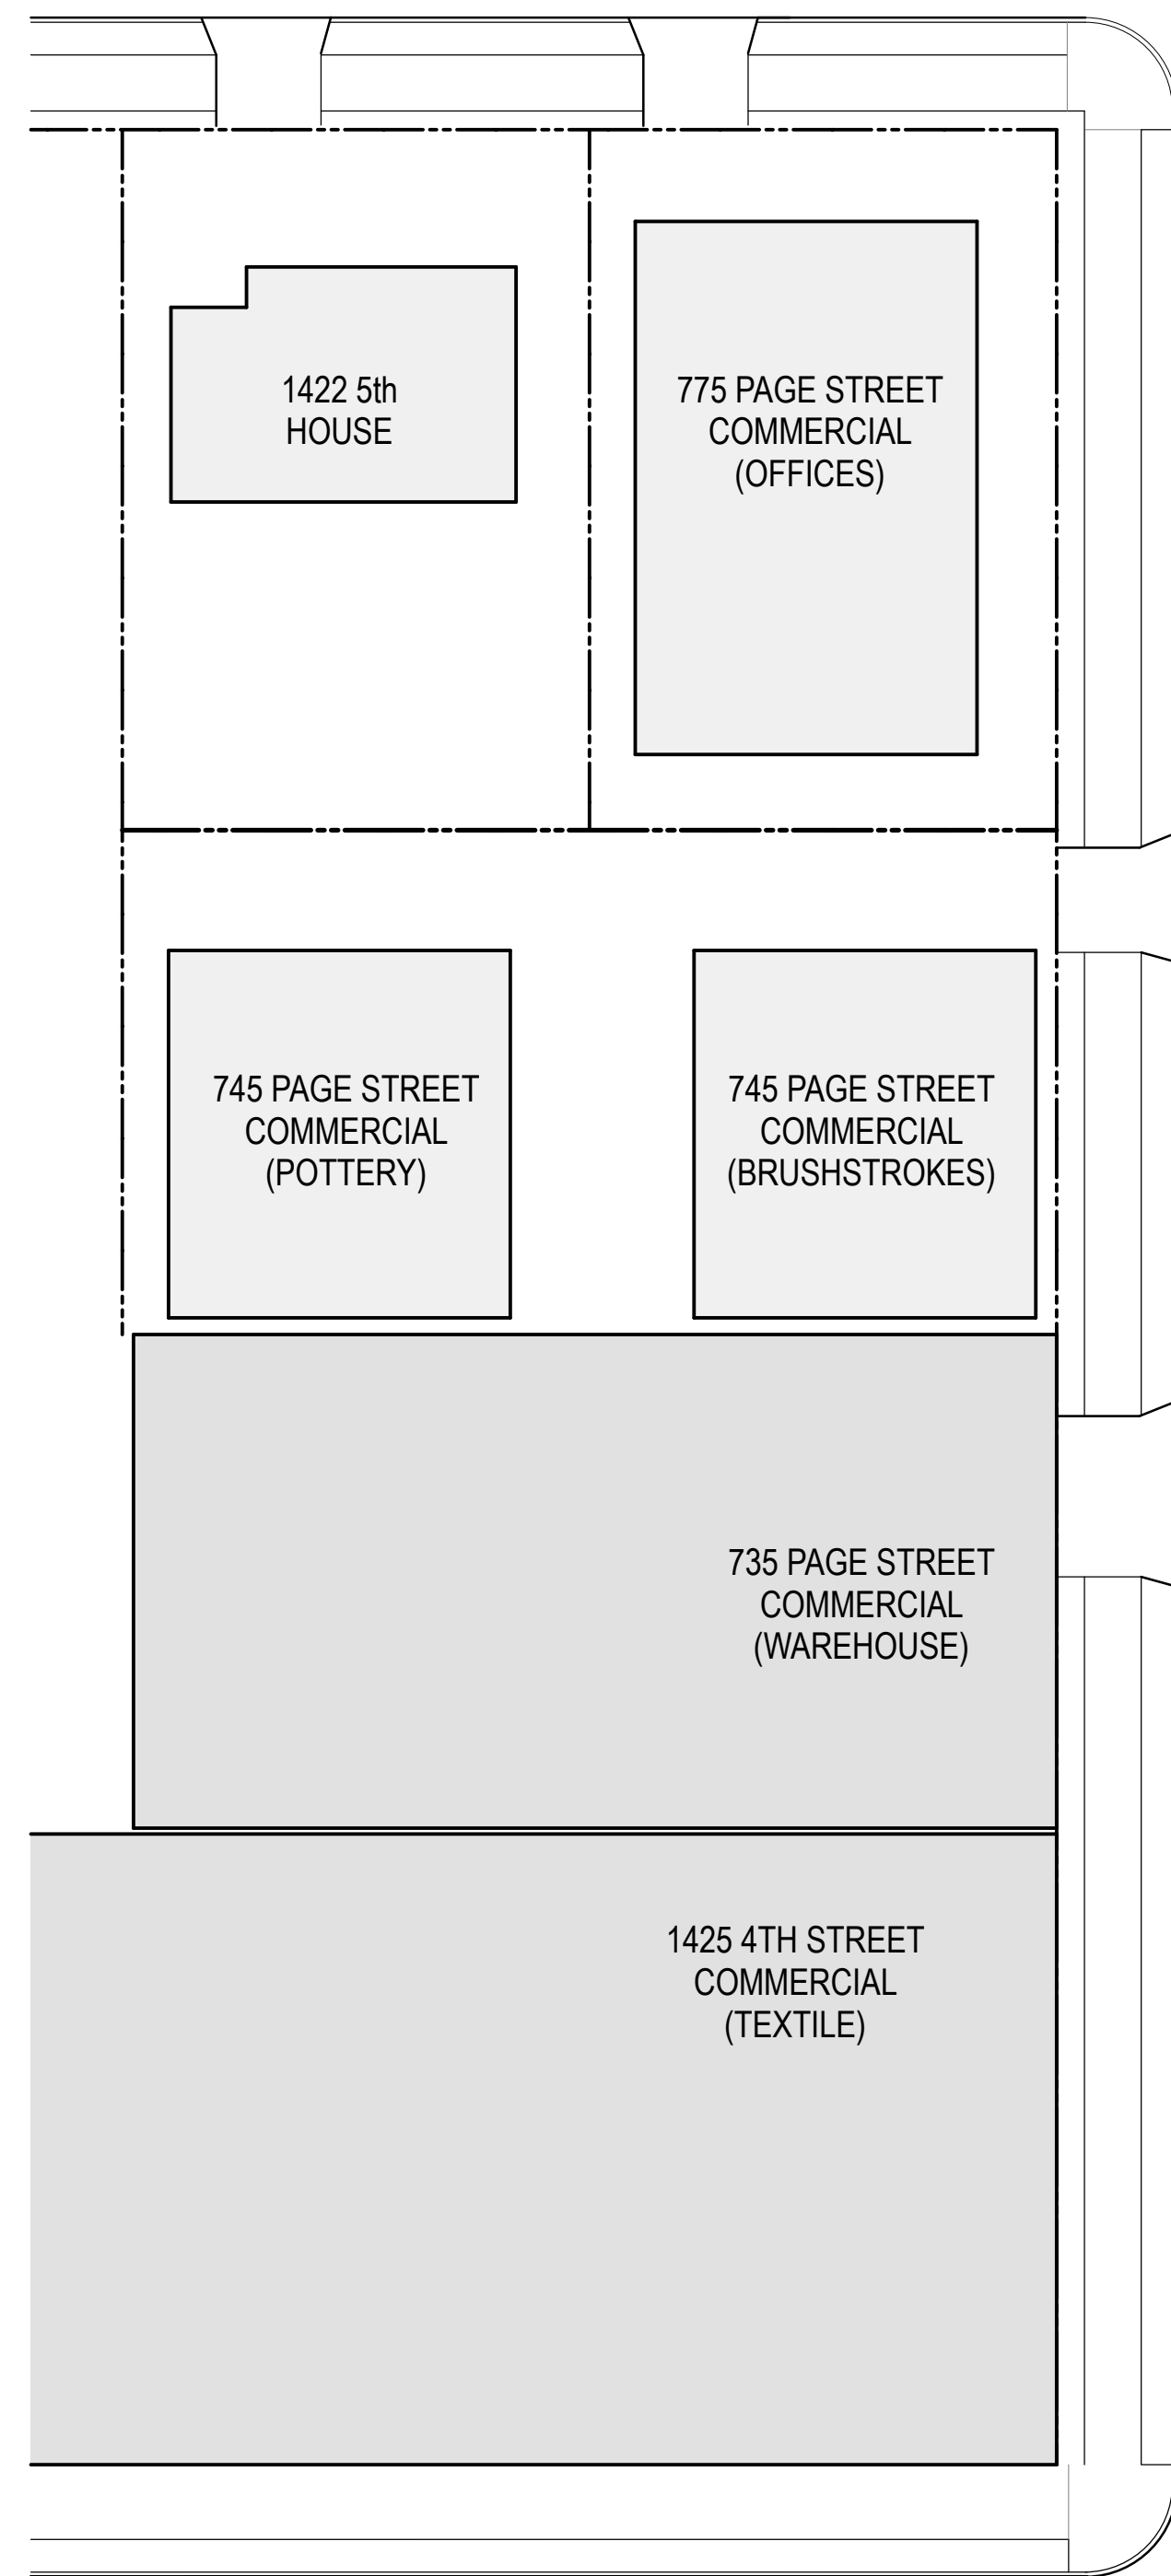 1422 5th
HOUSE
775 PAGE STREET
COMMERCIAL
(OFFICES)
745 PAGE STREET
COMMERCIAL
(POTTERY)
745 PAGE STREET
COMMERCIAL
(BRUSHSTROKES)
735 PAGE STREET
COMMERCIAL
(WAREHOUSE)
1425 4TH STREET
COMMERCIAL
(TEXTILE)